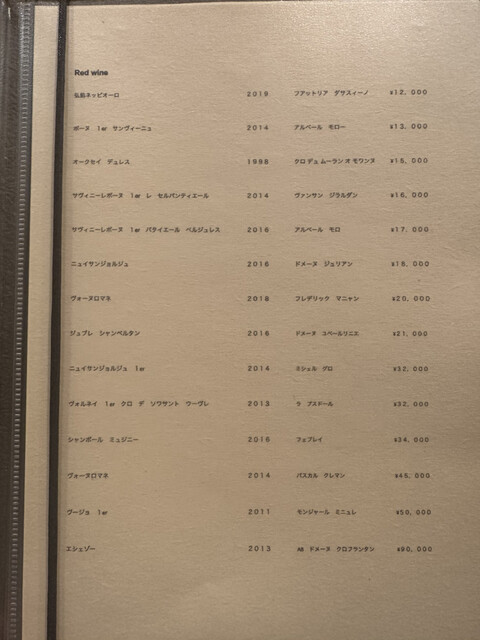 Red wine
弘前ネッビオーロ 2019 ファットリア ダサスィーノ ¥12,000
ボーヌ 1er サンヴィーニュ 2014 アルベール モロー ¥13,000
オークセイ デュレス 1998 クロ デュ ムーラン オ モワンヌ ¥15,000
サヴィニーレボーヌ 1er レ セルパンティエール 2014 ヴァンサン ジラルダン ¥16,000
サヴィニーレボーヌ 1er バタイエール ベルジュレス 2016 アルベール モロ ¥17,000
ニュイサンジョルジュ 2016 ドメーヌ ジュリアン ¥18,000
ヴォーヌロマネ 2018 フレデリック マニャン ¥20,000
ジュブレ シャンベルタン 2016 ドメーヌ コペールリニエ ¥21,000
ニュイサンジョルジュ 1er 2014 ミシェル グロ ¥32,000
ヴォルネイ 1er クロ デ ソワサント ウーヴレ 2013 ラ プスドール ¥32,000
シャンボール ミュジニー 2016 フェブレイ ¥34,000
ヴォーヌロマネ 2014 パスカル クレマン ¥45,000
ヴージョ 1er 2011 モンジャール ミニュレ ¥50,000
エシェゾー 2013 AR ドメーヌ クロフランタン ¥90,000